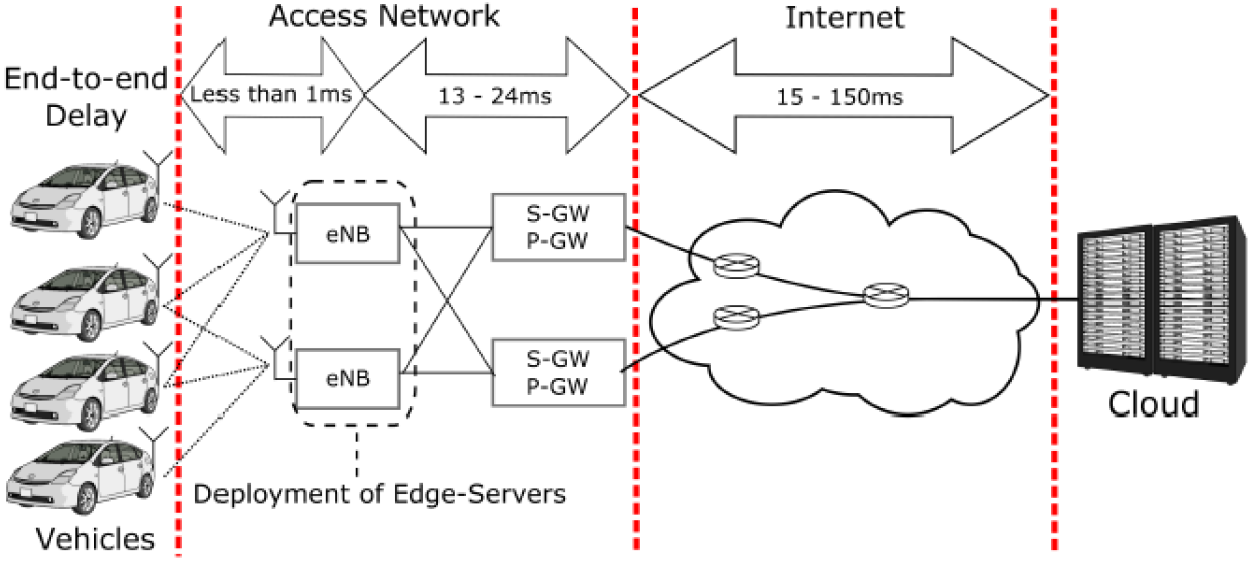 Access Network
Internet
End-to-end
Delay
Less than 1ms
13 - 24ms
15 - 150ms
eNB
S-GW
P-GW
eNB
S-GW
P-GW
Cloud
Deployment of Edge-Servers
Vehicles